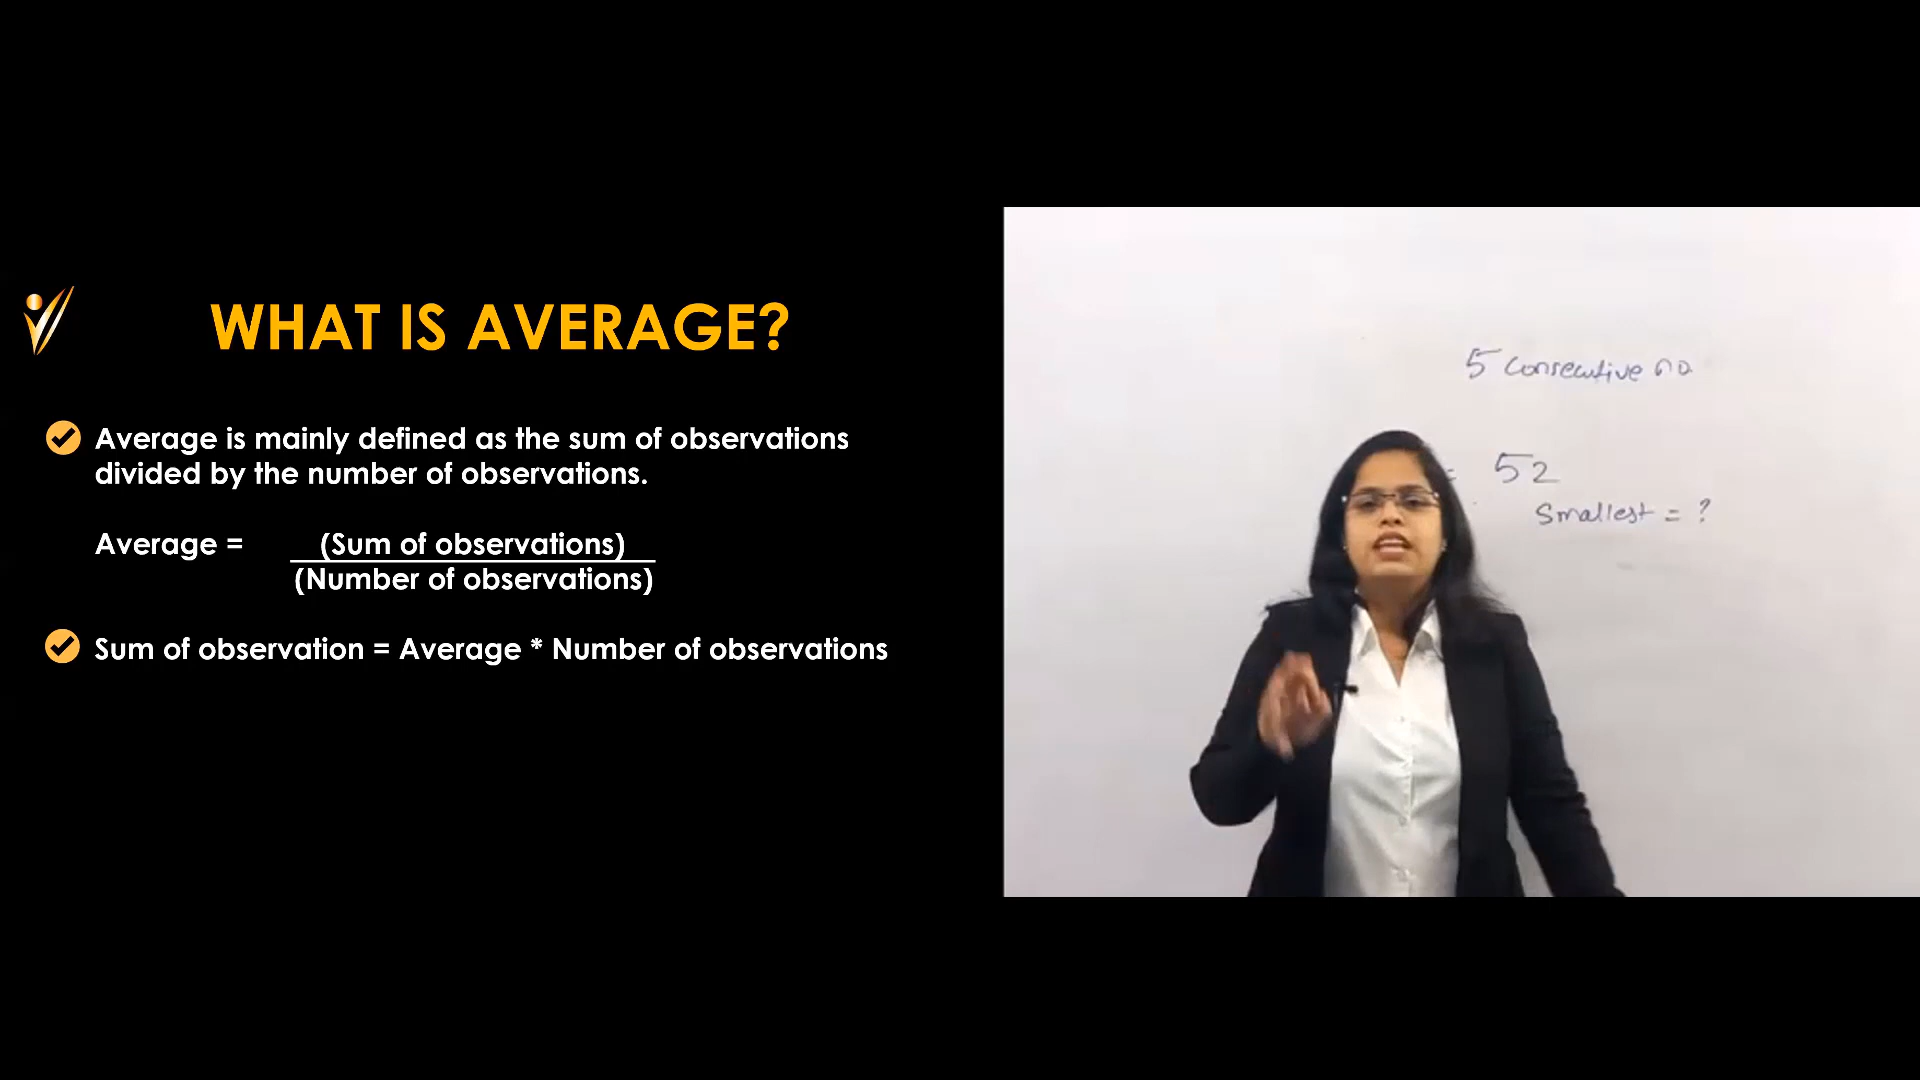 WHAT IS AVERAGE?
Average is mainly defined as the sum of observations
divided by the number of observations.
Average = (Sum of observations)
(Number of observations)
Sum of observation = Average * Number of observations
5 Consecutive no.
= 52
Smallest = ?